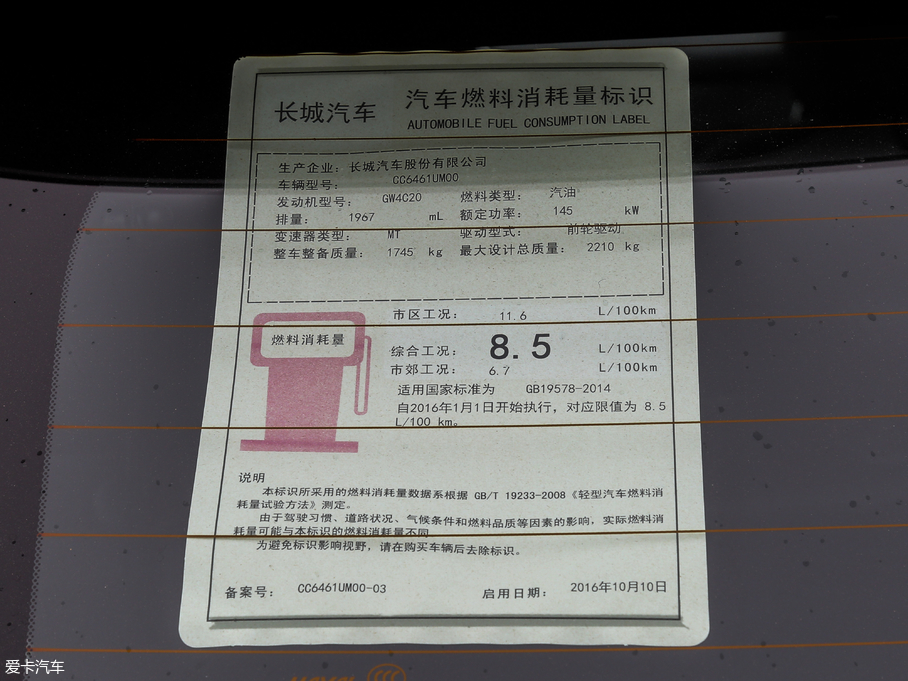 长城汽车 汽车燃料消耗量标识
AUTOMOBILE FUEL CONSUMPTION LABEL
生产企业: 长城汽车股份有限公司
车辆型号: CC6461UM00
发动机型号: GW4C20 燃料类型: 汽油
排量: 1967 mL 额定功率: 145 kW
变速器类型: MT 驱动型式: 前轮驱动
整车整备质量: 1745 kg 最大设计总质量: 2210 kg
燃料消耗量
市区工况: 11.6 L/100km
综合工况: 8.5 L/100km
市郊工况: 6.7 L/100km
适用国家标准为 GB19578-2014
自2016年1月1日开始执行，对应限值为 8.5
L/100 km。
说明
本标识所采用的燃料消耗量数据系根据 GB/T 19233-2008《轻型汽车燃料消
耗量试验方法》测定。
由于驾驶习惯、道路状况、气候条件和燃料品质等因素的影响，实际燃料消
耗量可能与本标识的燃料消耗量不同。
为避免标识影响视野，请在购买车辆后去除标识。
备案号: CC6461UM00-03 启用日期: 2016年10月10日
爱卡汽车